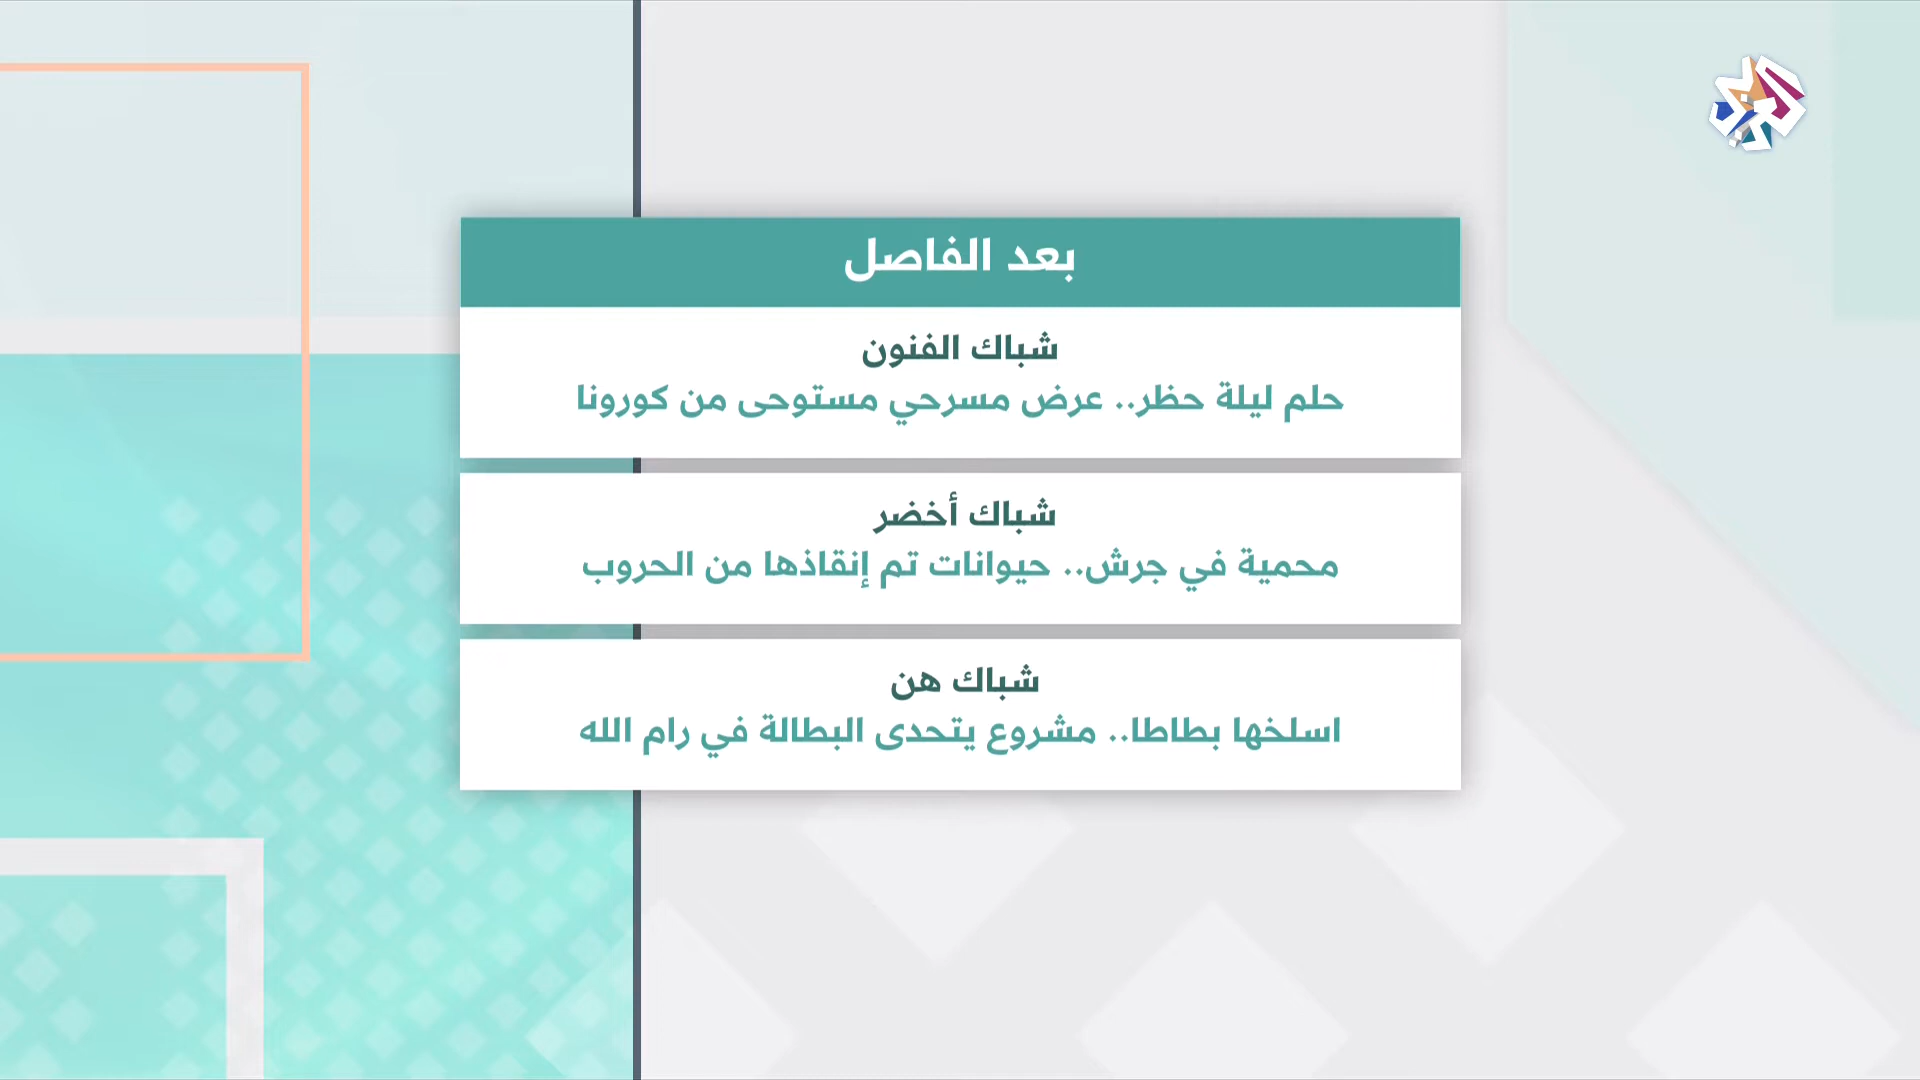 بعد الفاصل
شباك الفنون
حلم ليلة حظر.. عرض مسرحي مستوحى من كورونا
شباك أخضر
محمية في جرش.. حيوانات تم إنقاذها من الحروب
شباك هن
اسلخها بطاطا.. مشروع يتحدى البطالة في رام الله